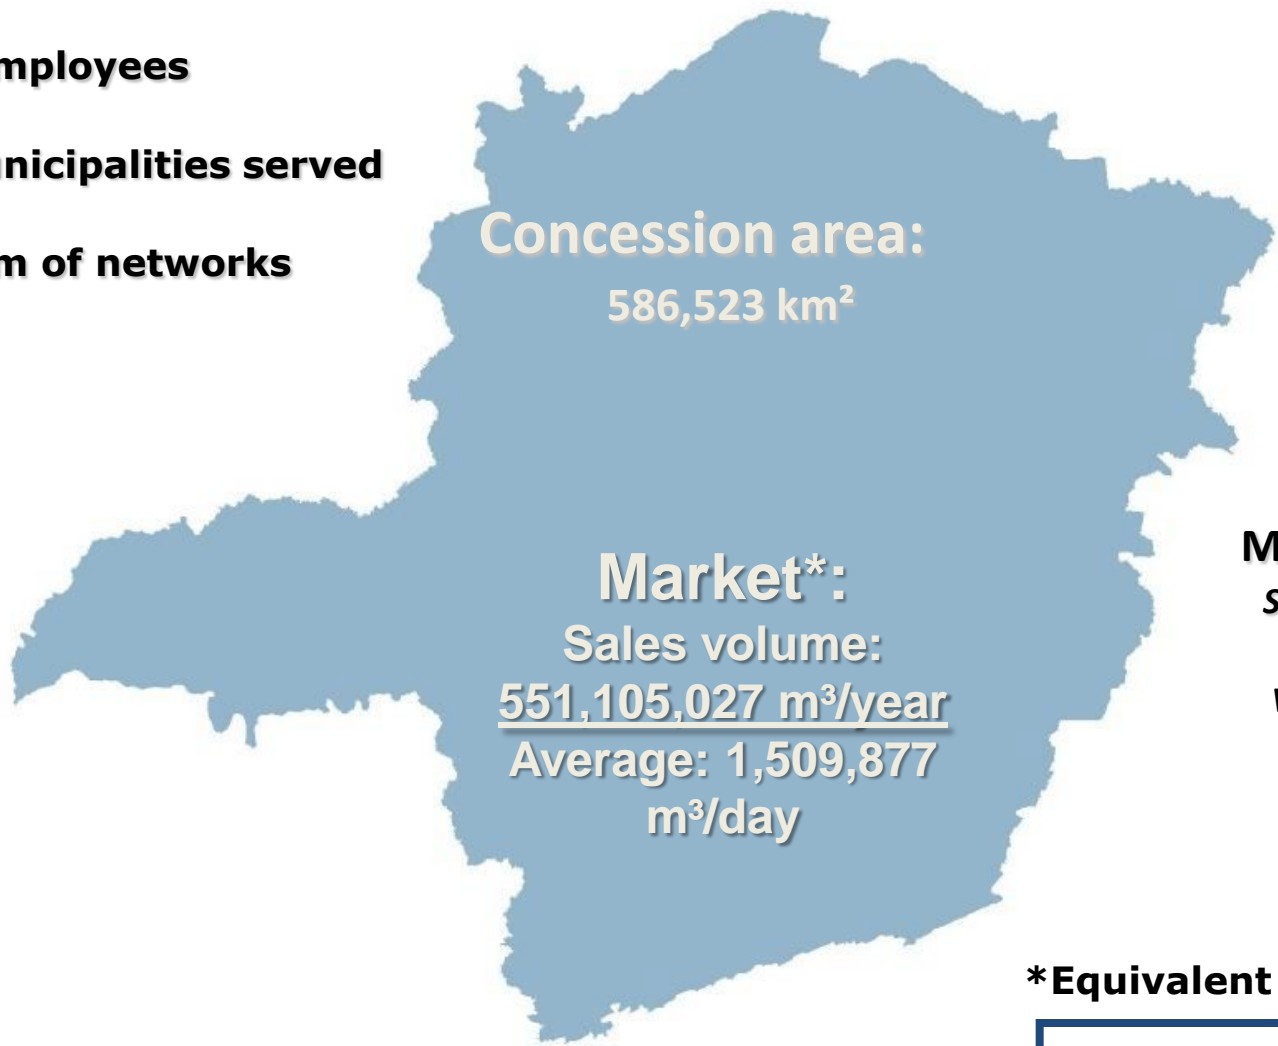 mployees
nicipalities served
m of networks
Concession area:
586,523 km²
Market*:
Sales volume:
551,105,027 m³/year
Average: 1,509,877
m³/day
M
s
*Equivalent